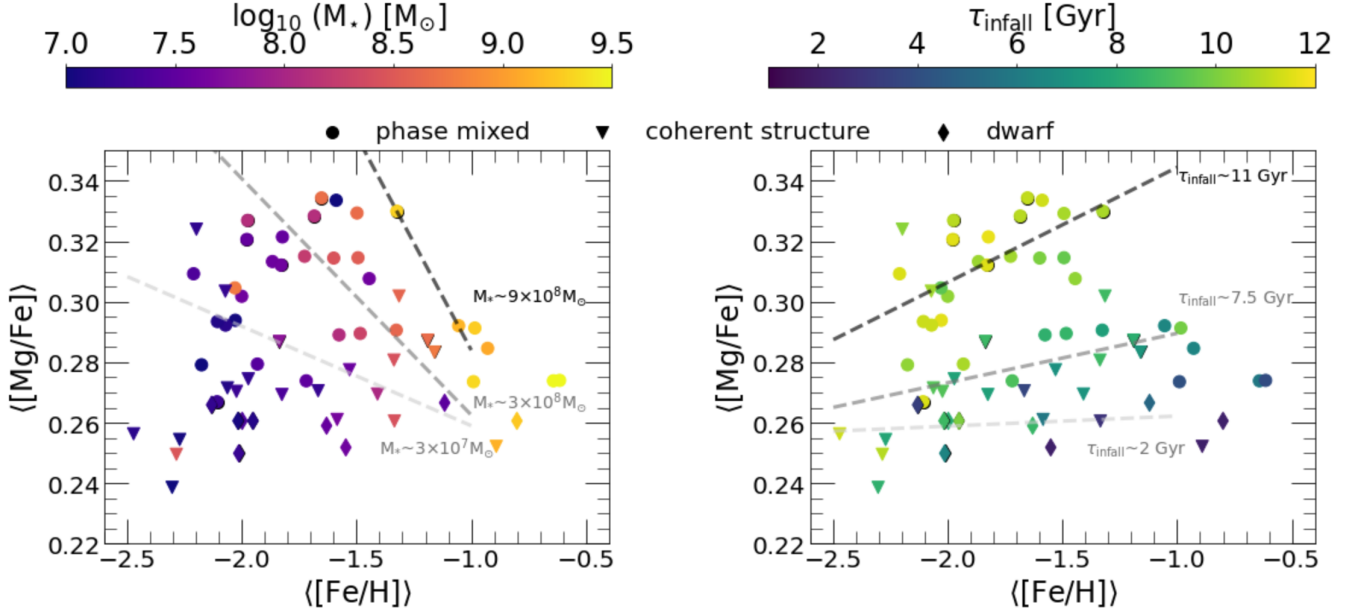 log₁₀ (M⋆) [M⊙]
7.0 7.5 8.0 8.5 9.0 9.5
τinfall [Gyr]
2 4 6 8 10 12
phase mixed coherent structure dwarf
⟨[Mg/Fe]⟩
0.34
0.32
0.30
0.28
0.26
0.24
0.22
M*~9×10⁸M⊙
M*~3×10⁸M⊙
M*~3×10⁷M⊙
−2.5 −2.0 −1.5 −1.0 −0.5
⟨[Fe/H]⟩
⟨[Mg/Fe]⟩
0.34
0.32
0.30
0.28
0.26
0.24
0.22
τinfall~11 Gyr
τinfall~7.5 Gyr
τinfall~2 Gyr
−2.5 −2.0 −1.5 −1.0 −0.5
⟨[Fe/H]⟩